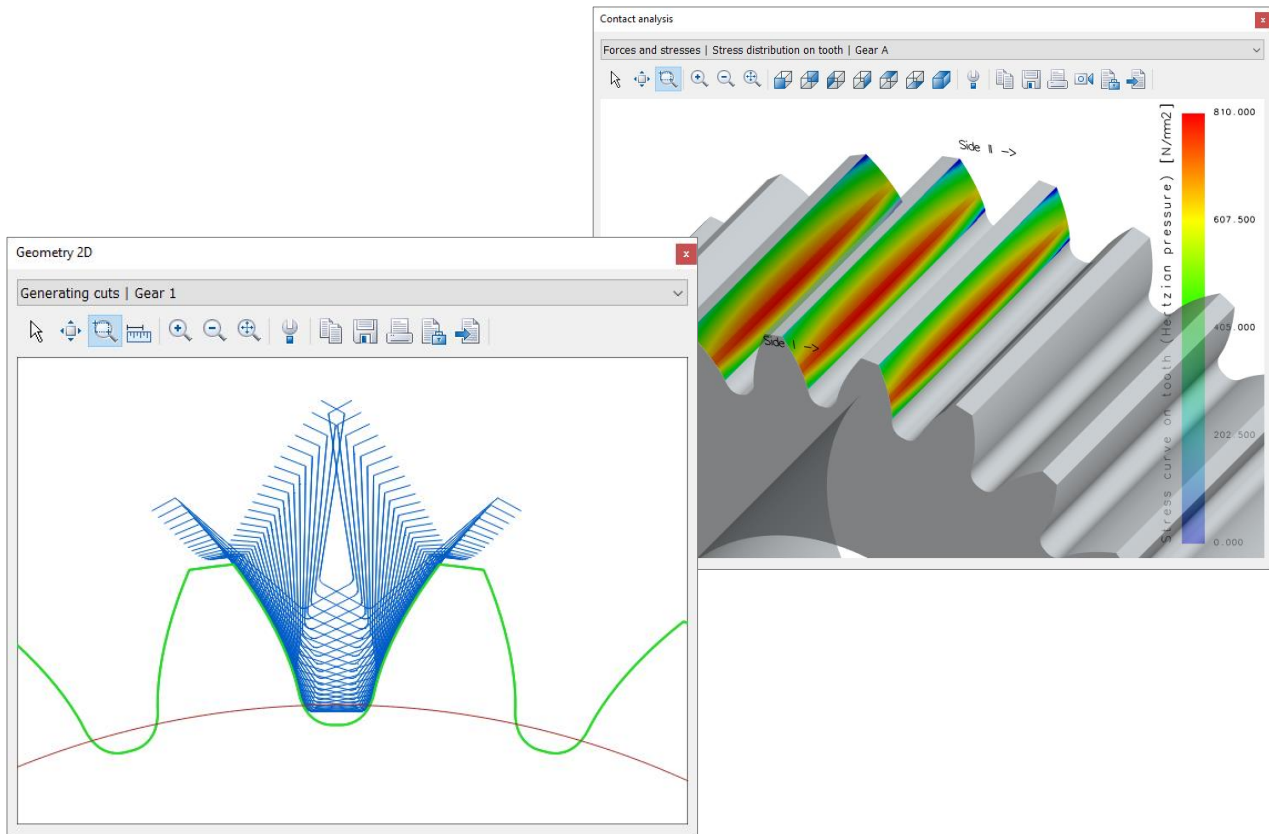 Contact analysis
x
Forces and stresses | Stress distribution on tooth | Gear A
Side II -->
Side I -->
Stress curve on tooth (Hertzian pressure) [N/mm2]
810.000
607.500
405.000
202.500
0.000
Geometry 2D
x
Generating cuts | Gear 1